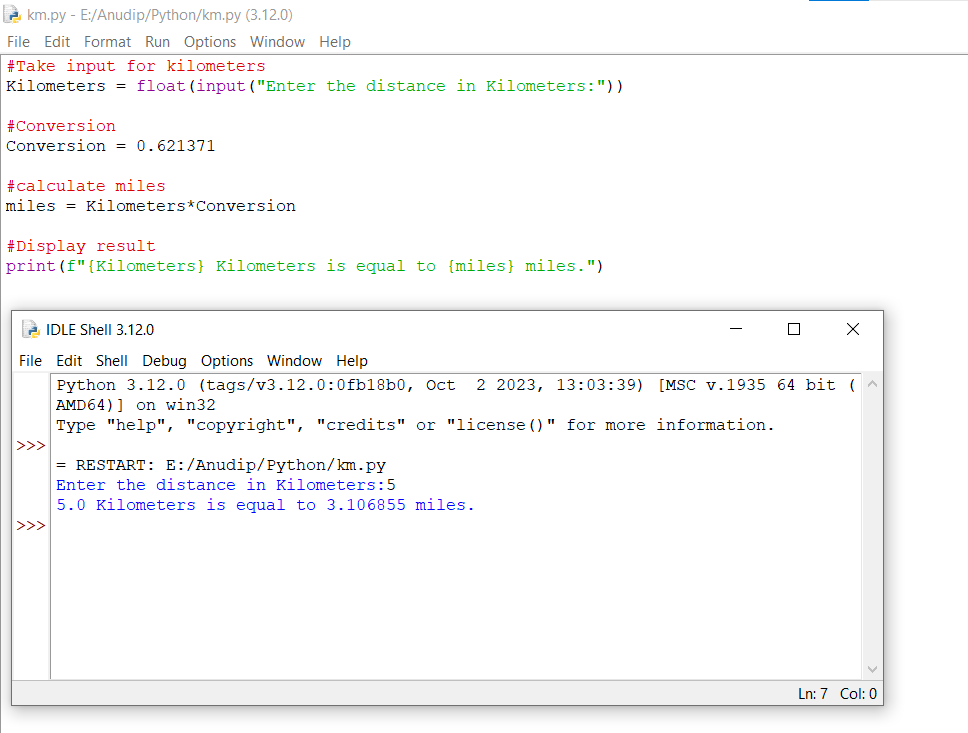 km.py - E:/Anudip/Python/km.py (3.12.0)
File Edit Format Run Options Window Help
#Take input for kilometers
Kilometers = float(input("Enter the distance in Kilometers:"))
#Conversion
Conversion = 0.621371
#calculate miles
miles = Kilometers*Conversion
#Display result
print(f"{Kilometers} Kilometers is equal to {miles} miles.")
IDLE Shell 3.12.0
File Edit Shell Debug Options Window Help
Python 3.12.0 (tags/v3.12.0:0fb18b0, Oct  2 2023, 13:03:39) [MSC v.1935 64 bit (
AMD64)] on win32
Type "help", "copyright", "credits" or "license()" for more information.
>>>
= RESTART: E:/Anudip/Python/km.py
Enter the distance in Kilometers:5
5.0 Kilometers is equal to 3.106855 miles.
>>>
Ln: 7 Col: 0